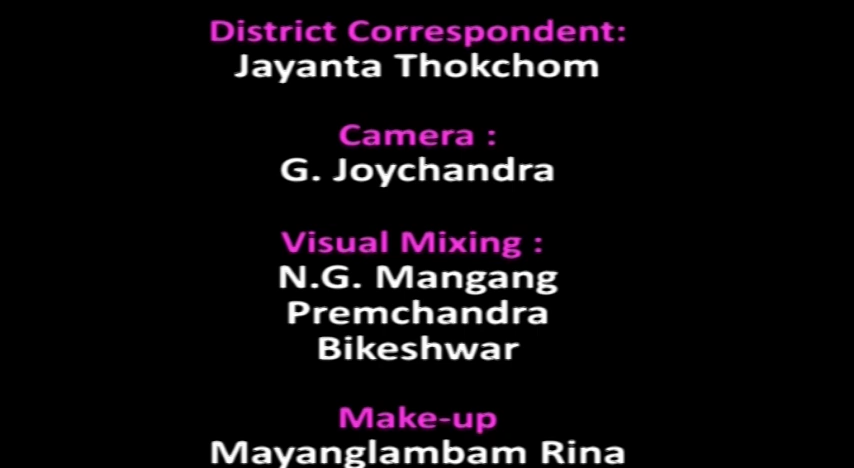 District Correspondent:
Jayanta Thokchom
Camera :
G. Joychandra
Visual Mixing :
N.G. Mangang
Premchandra
Bikeshwar
Make-up
Mayanglambam Rina